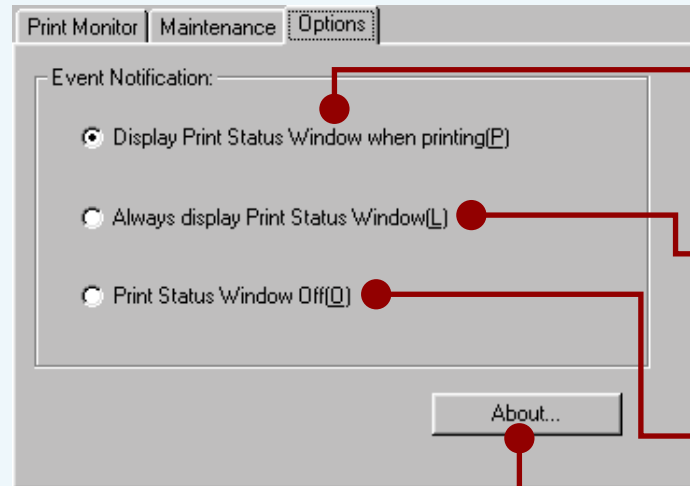 Print Monitor Maintenance Options
Event Notification:
Display Print Status Window when printing(P)
Always display Print Status Window(L)
Print Status Window Off(O)
About...